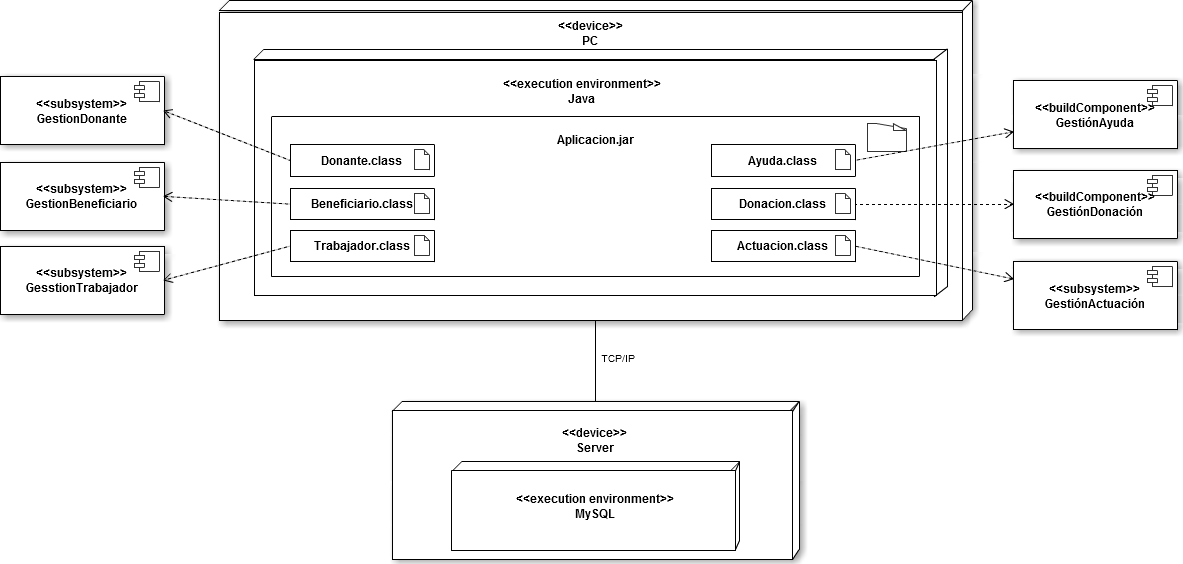 <<device>>
PC
<<execution environment>>
Java
Aplicacion.jar
<<subsystem>>
GestionDonante
<<subsystem>>
GestionBeneficiario
<<subsystem>>
GesstionTrabajador
Donante.class
Beneficiario.class
Trabajador.class
Ayuda.class
Donacion.class
Actuacion.class
<<buildComponent>>
GestiónAyuda
<<buildComponent>>
GestiónDonación
<<subsystem>>
GestiónActuación
TCP/IP
<<device>>
Server
<<execution environment>>
MySQL